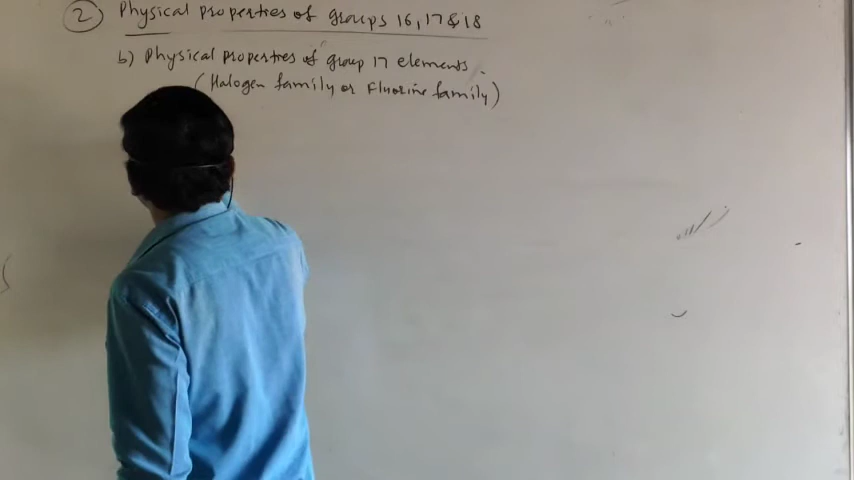 2 Physical properties of groups 16, 17 & 18
b) Physical properties of group 17 elements.
(Halogen family or Fluorine family)